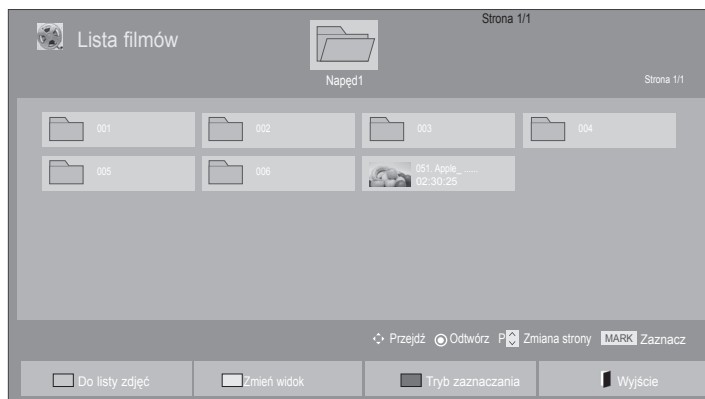 Strona 1/1
Lista filmów
Napęd1
Strona 1/1
001
002
003
004
005
006
051. Apple_ ......
02:30:25
Przejdź Odtwórz P Zmiana strony MARK Zaznacz
Do listy zdjęć
Zmień widok
Tryb zaznaczania
Wyjście